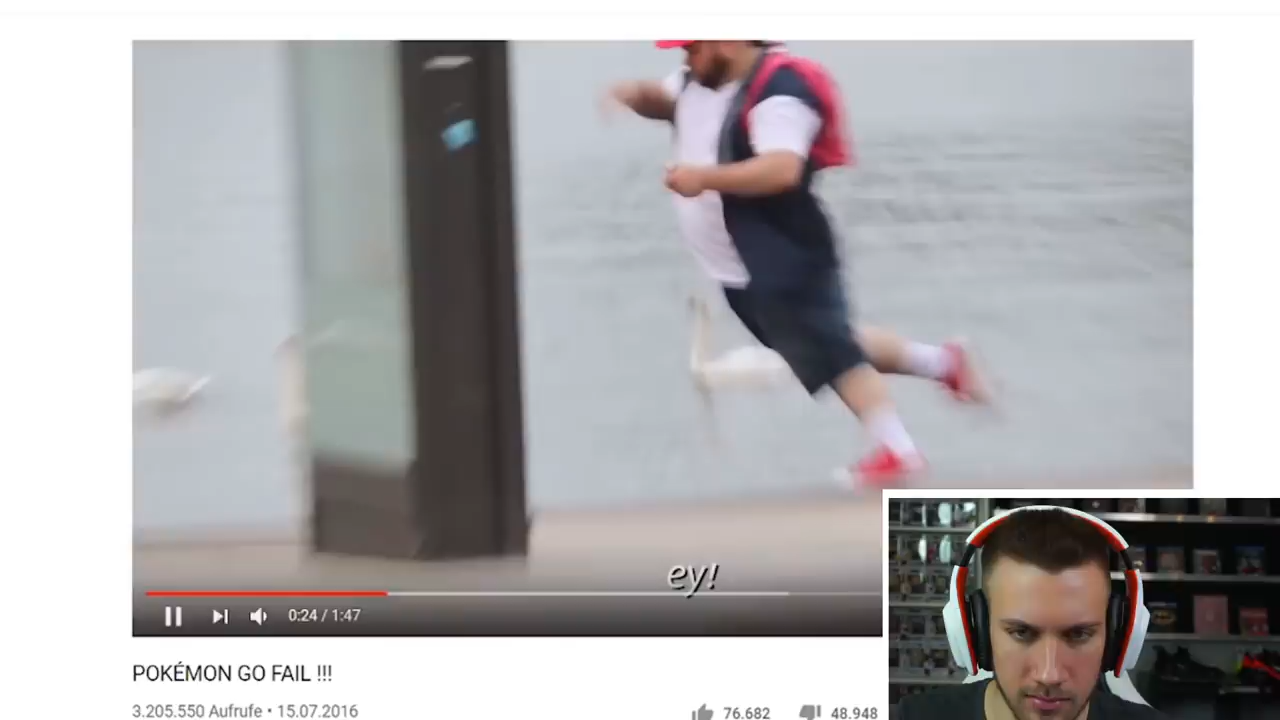 ey!
0:24 / 1:47
POKÉMON GO FAIL !!!
3.205.550 Aufrufe • 15.07.2016
76.682 48.948